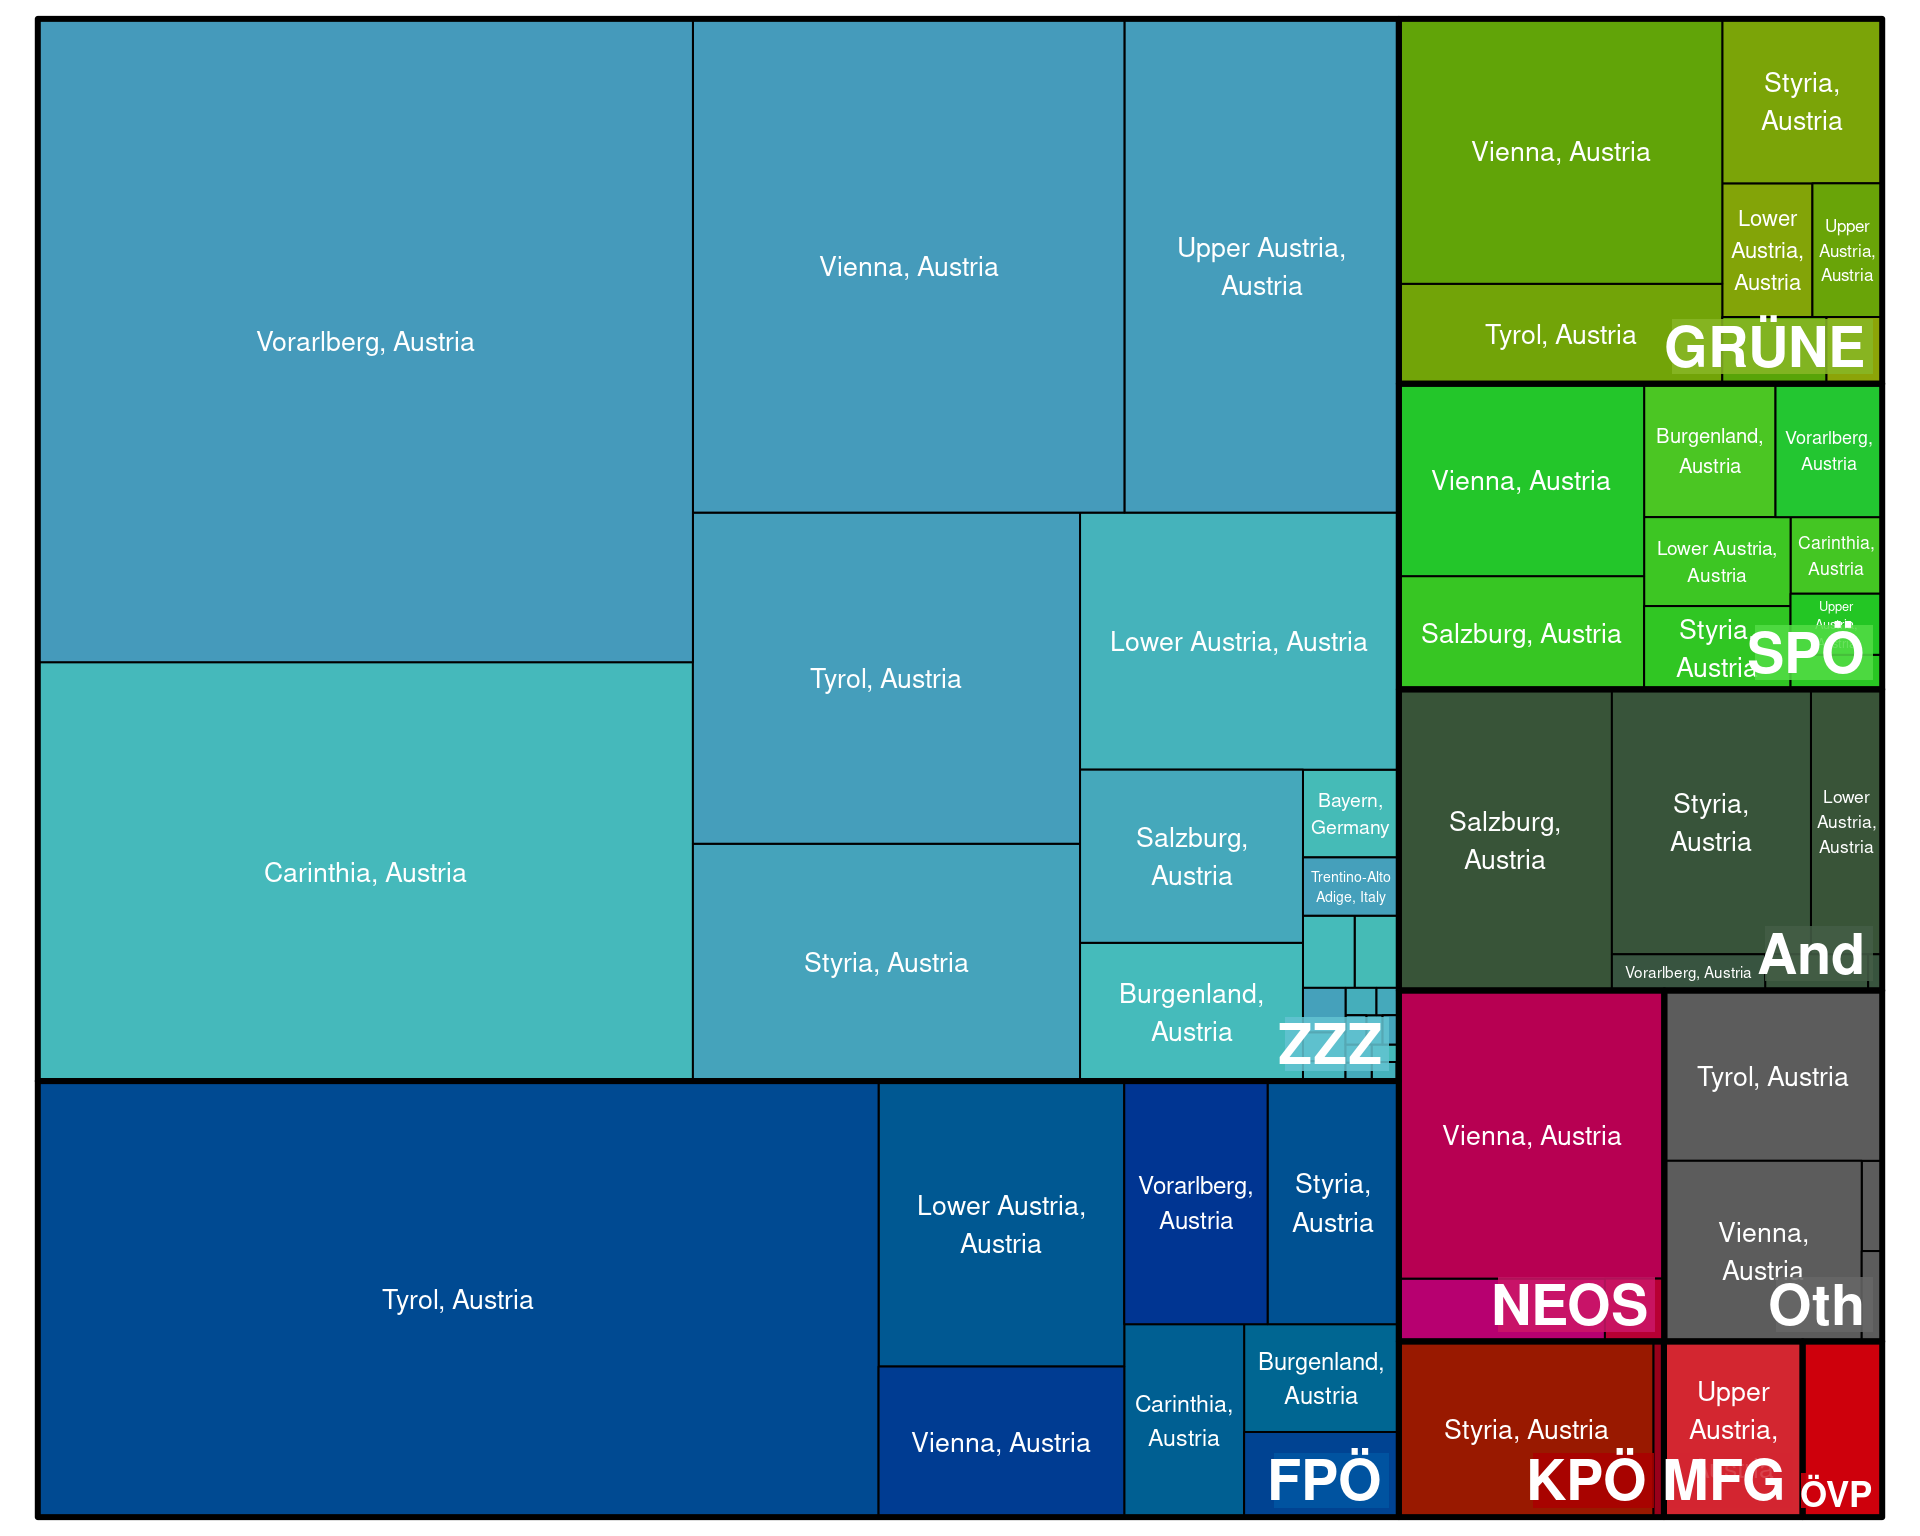 Vorarlberg, Austria
Vienna, Austria
Upper Austria,
Austria
Carinthia, Austria
Tyrol, Austria
Lower Austria, Austria
Styria, Austria
Salzburg,
Austria
Bayern,
Germany
Trentino-Alto
Adige, Italy
Burgenland,
Austria
ZZZ
Tyrol, Austria
Lower Austria,
Austria
Vienna, Austria
Vorarlberg,
Austria
Styria,
Austria
Carinthia,
Austria
Burgenland,
Austria
FPÖ
Vienna, Austria
Styria,
Austria
Lower
Austria,
Austria
Upper
Austria,
Austria
Tyrol, Austria
GRÜNE
Vienna, Austria
Burgenland,
Austria
Vorarlberg,
Austria
Lower Austria,
Austria
Carinthia,
Austria
Salzburg, Austria
Styria,
Austria
Upper
Austria,
SPÖ
Salzburg,
Austria
Styria,
Austria
Lower
Austria,
Austria
Vorarlberg, Austria
And
Vienna, Austria
NEOS
Tyrol, Austria
Vienna,
Austria
Oth
Styria, Austria
KPÖ
Upper
Austria,
MFG
ÖVP